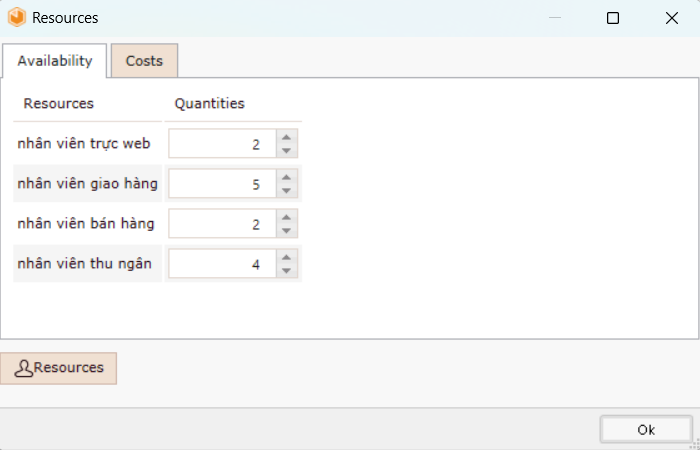 Resources
Availability Costs
Resources Quantities
nhân viên trực web 2
nhân viên giao hàng 5
nhân viên bán hàng 2
nhân viên thu ngân 4
Resources
Ok